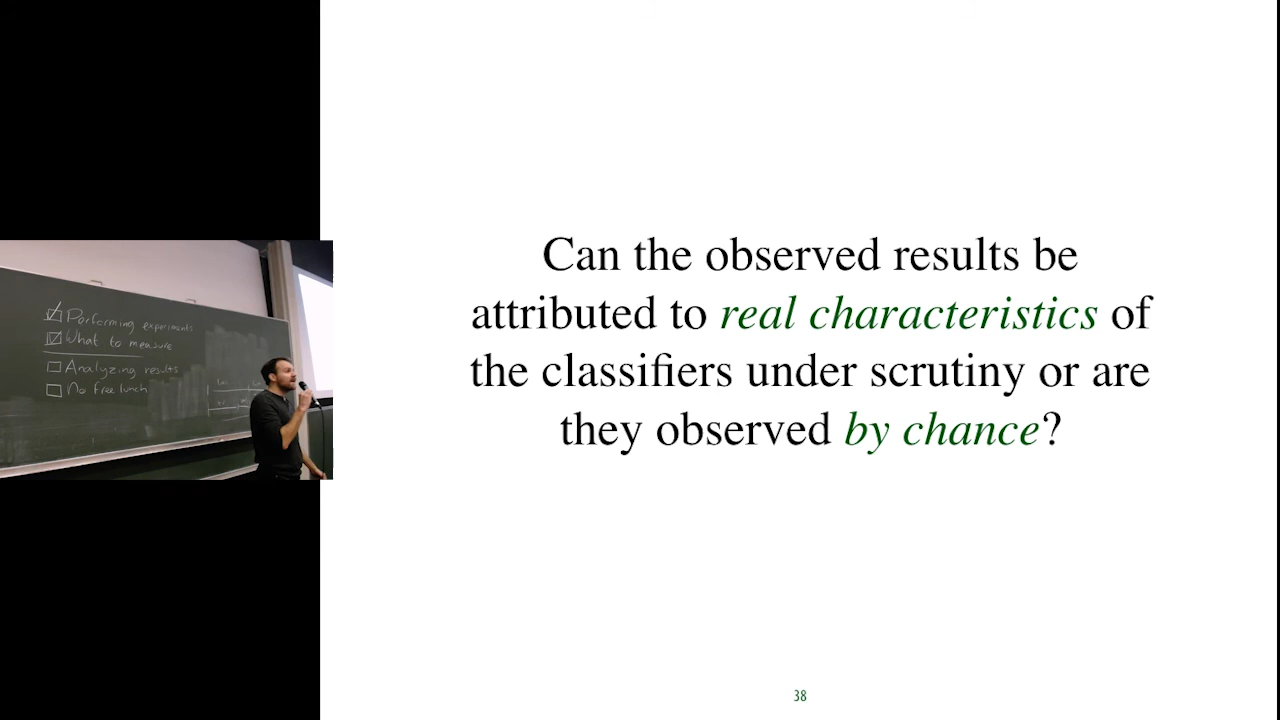 Performing experiments
What to measure
Analyzing results
No free lunch
Can the observed results be
attributed to real characteristics of
the classifiers under scrutiny or are
they observed by chance?
38